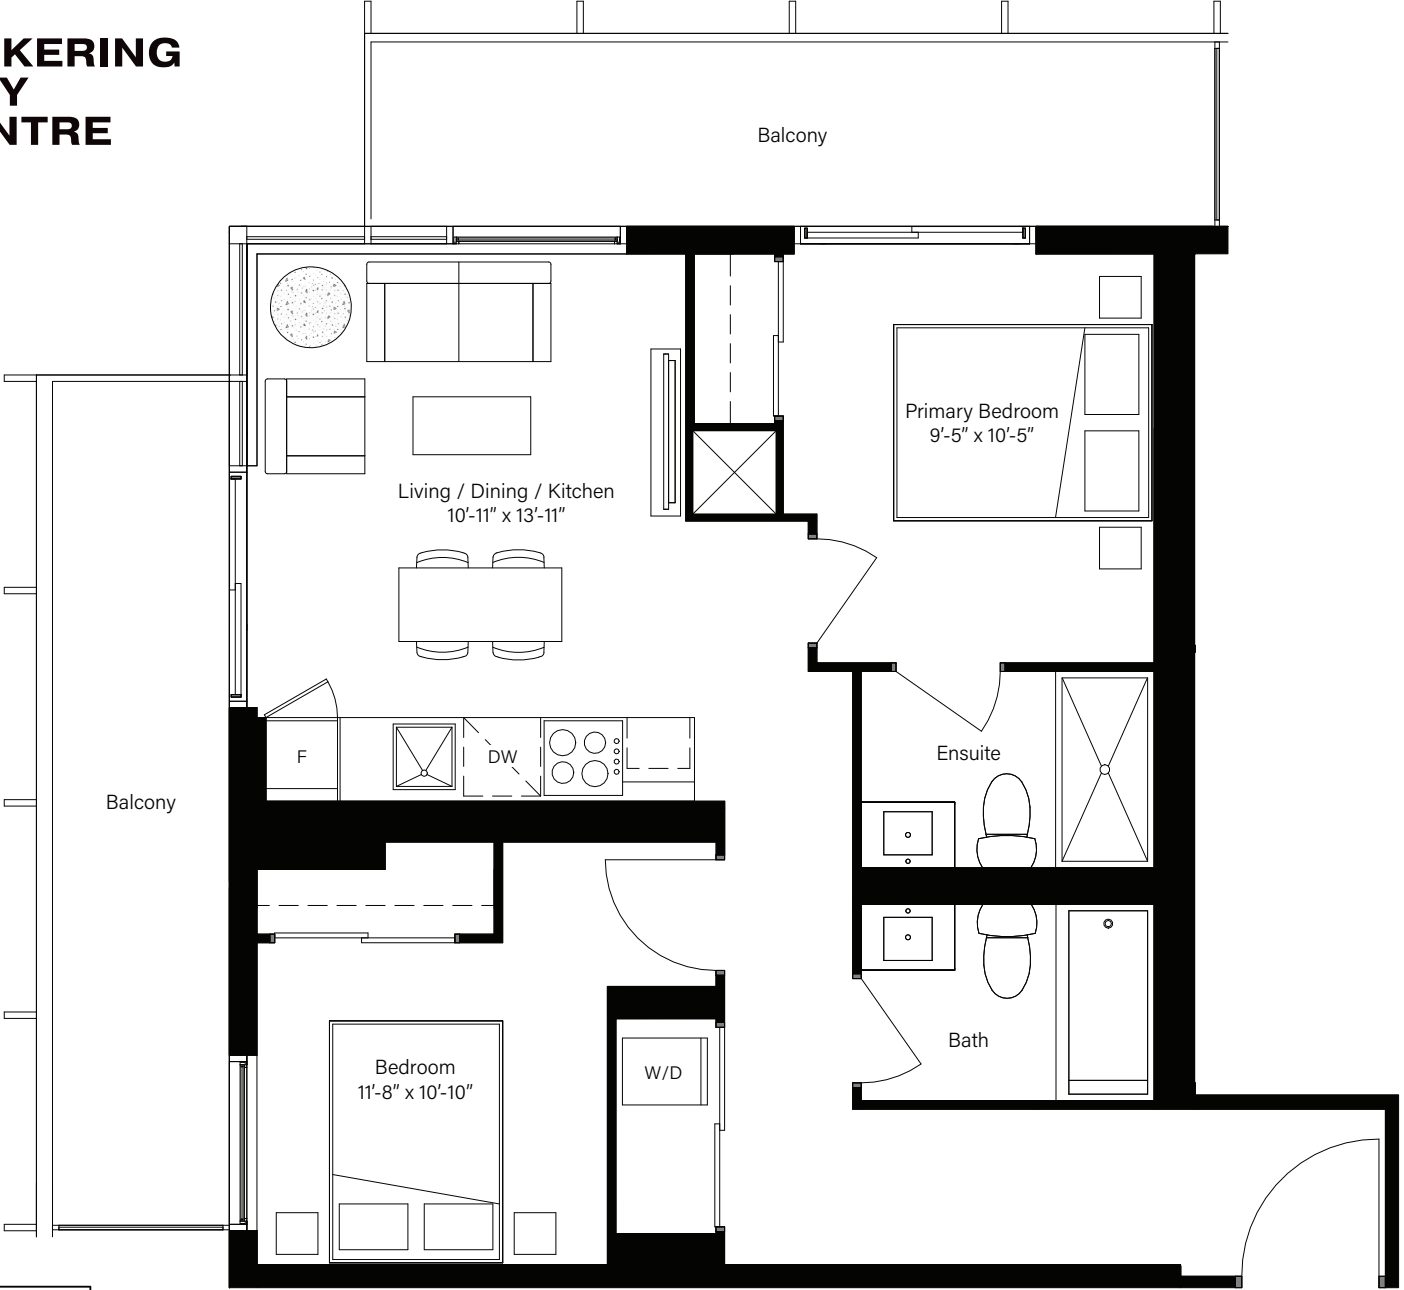 KERING
Y
NTRE
Balcony
Primary Bedroom
9'-5" x 10'-5"
Living / Dining / Kitchen
10'-11" x 13'-11"
F
DW
Ensuite
Balcony
Bath
Bedroom
11'-8" x 10'-10"
W/D